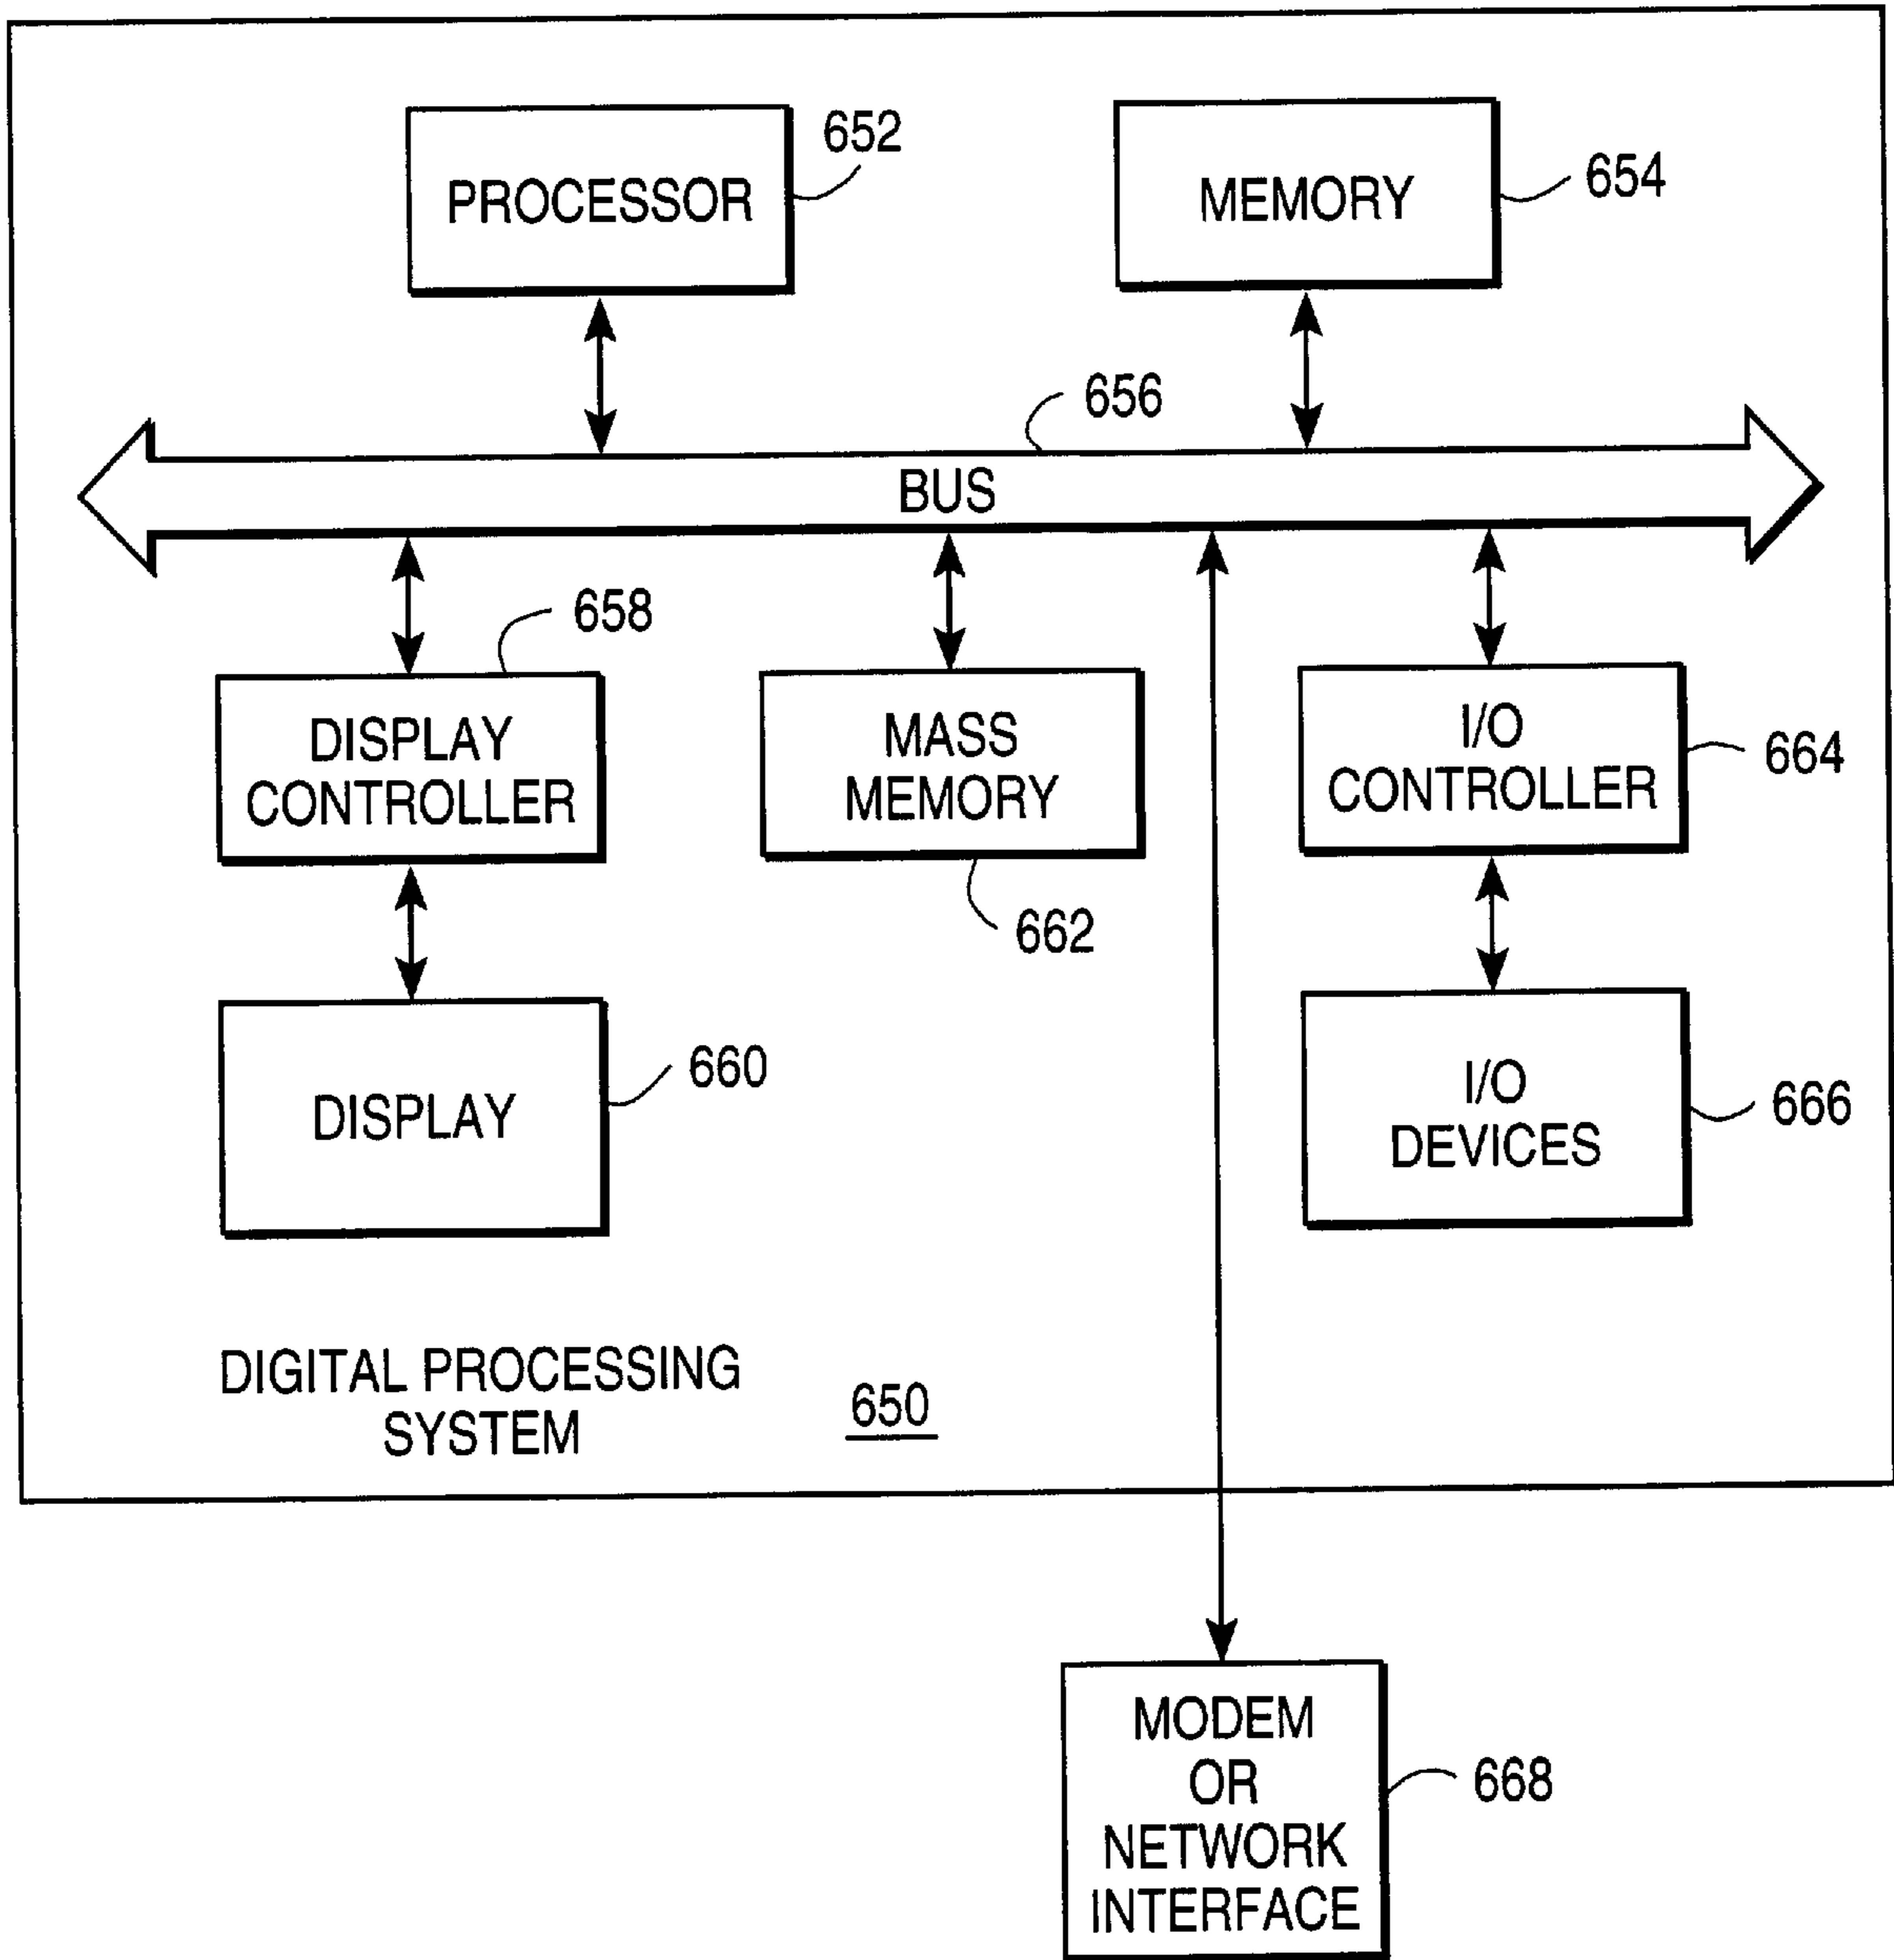 PROCESSOR
652
MEMORY
654
656
BUS
658
DISPLAY
CONTROLLER
MASS
MEMORY
662
I/O
CONTROLLER
664
DISPLAY
660
I/O
DEVICES
666
DIGITAL PROCESSING
SYSTEM
650
MODEM
OR
NETWORK
INTERFACE
668